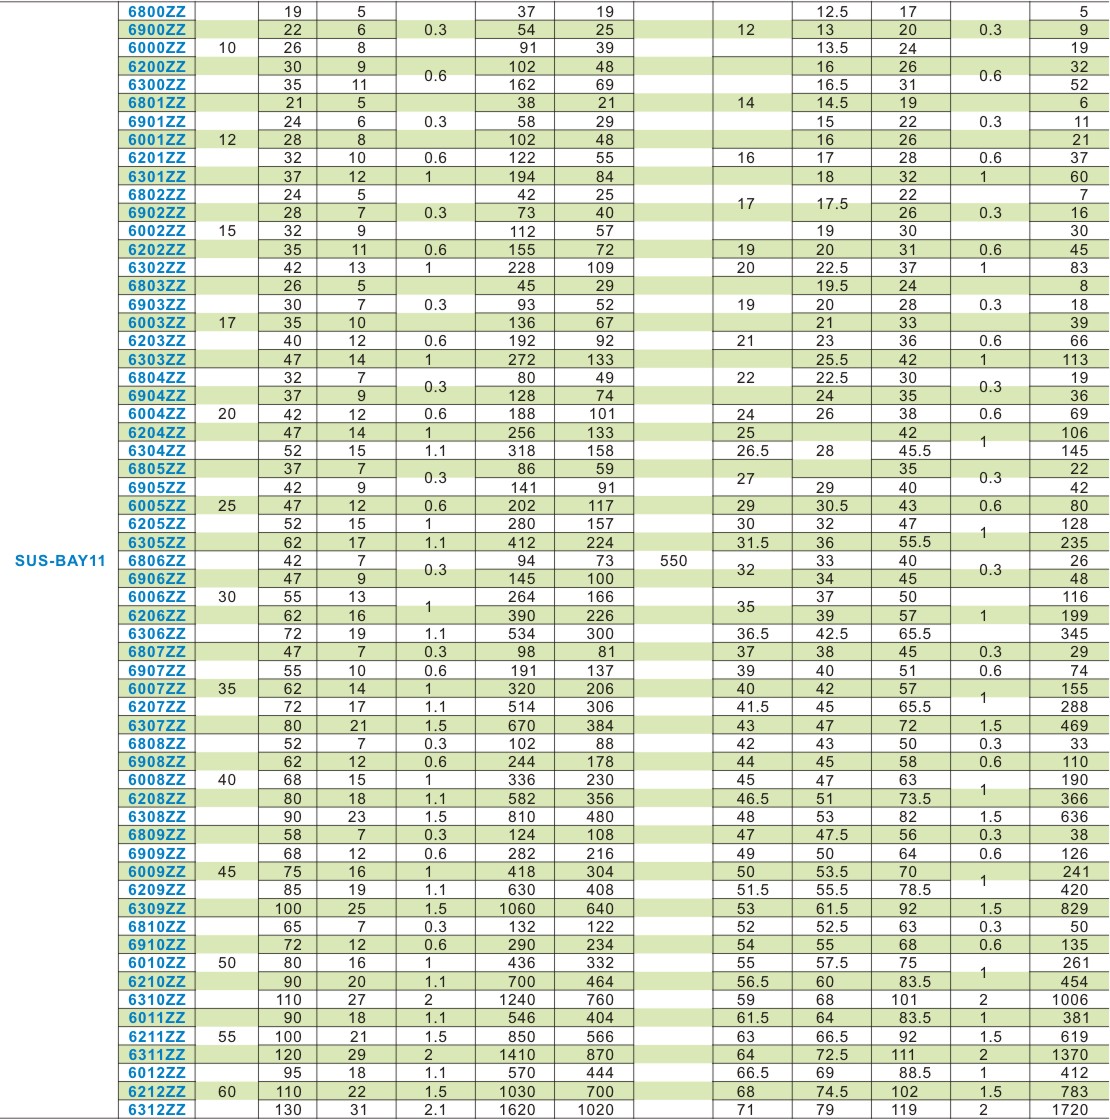 6800ZZ 19 5 37 19 12.5 17 5
6900ZZ 22 6 0.3 54 25 12 13 20 0.3 9
6000ZZ 10 26 8 91 39 13.5 24 19
6200ZZ 30 9 0.6 102 48 16 26 0.6 32
6300ZZ 35 11 162 69 16.5 31 52
6801ZZ 21 5 38 21 14 14.5 19 6
6901ZZ 24 6 0.3 58 29 15 22 0.3 11
6001ZZ 12 28 8 102 48 16 26 21
6201ZZ 32 10 0.6 122 55 16 17 28 0.6 37
6301ZZ 37 12 1 194 84 18 32 1 60
6802ZZ 24 5 42 25 17 17.5 22 7
6902ZZ 28 7 0.3 73 40 26 0.3 16
6002ZZ 15 32 9 112 57 19 30 30
6202ZZ 35 11 0.6 155 72 19 20 31 0.6 45
6302ZZ 42 13 1 228 109 20 22.5 37 1 83
6803ZZ 26 5 45 29 19.5 24 8
6903ZZ 30 7 0.3 93 52 19 20 28 0.3 18
6003ZZ 17 35 10 136 67 21 33 39
6203ZZ 40 12 0.6 192 92 21 23 36 0.6 66
6303ZZ 47 14 1 272 133 25.5 42 1 113
6804ZZ 32 7 0.3 80 49 22 22.5 30 0.3 19
6904ZZ 37 9 128 74 24 35 36
6004ZZ 20 42 12 0.6 188 101 24 26 38 0.6 69
6204ZZ 47 14 1 256 133 25 42 1 106
6304ZZ 52 15 1.1 318 158 26.5 28 45.5 145
6805ZZ 37 7 0.3 86 59 27 35 0.3 22
6905ZZ 42 9 141 91 29 40 42
6005ZZ 25 47 12 0.6 202 117 29 30.5 43 0.6 80
6205ZZ 52 15 1 280 157 30 32 47 1 128
6305ZZ 62 17 1.1 412 224 31.5 36 55.5 235
SUS-BAY11 6806ZZ 42 7 0.3 94 73 550 32 33 40 0.3 26
6906ZZ 47 9 145 100 34 45 48
6006ZZ 30 55 13 1 264 166 35 37 50 116
6206ZZ 62 16 390 226 39 57 1 199
6306ZZ 72 19 1.1 534 300 36.5 42.5 65.5 345
6807ZZ 47 7 0.3 98 81 37 38 45 0.3 29
6907ZZ 55 10 0.6 191 137 39 40 51 0.6 74
6007ZZ 35 62 14 1 320 206 40 42 57 1 155
6207ZZ 72 17 1.1 514 306 41.5 45 65.5 288
6307ZZ 80 21 1.5 670 384 43 47 72 1.5 469
6808ZZ 52 7 0.3 102 88 42 43 50 0.3 33
6908ZZ 62 12 0.6 244 178 44 45 58 0.6 110
6008ZZ 40 68 15 1 336 230 45 47 63 1 190
6208ZZ 80 18 1.1 582 356 46.5 51 73.5 366
6308ZZ 90 23 1.5 810 480 48 53 82 1.5 636
6809ZZ 58 7 0.3 124 108 47 47.5 56 0.3 38
6909ZZ 68 12 0.6 282 216 49 50 64 0.6 126
6009ZZ 45 75 16 1 418 304 50 53.5 70 1 241
6209ZZ 85 19 1.1 630 408 51.5 55.5 78.5 420
6309ZZ 100 25 1.5 1060 640 53 61.5 92 1.5 829
6810ZZ 65 7 0.3 132 122 52 52.5 63 0.3 50
6910ZZ 72 12 0.6 290 234 54 55 68 0.6 135
6010ZZ 50 80 16 1 436 332 55 57.5 75 1 261
6210ZZ 90 20 1.1 700 464 56.5 60 83.5 454
6310ZZ 110 27 2 1240 760 59 68 101 2 1006
6011ZZ 90 18 1.1 546 404 61.5 64 83.5 1 381
6211ZZ 55 100 21 1.5 850 566 63 66.5 92 1.5 619
6311ZZ 120 29 2 1410 870 64 72.5 111 2 1370
6012ZZ 95 18 1.1 570 444 66.5 69 88.5 1 412
6212ZZ 60 110 22 1.5 1030 700 68 74.5 102 1.5 783
6312ZZ 130 31 2.1 1620 1020 71 79 119 2 1720